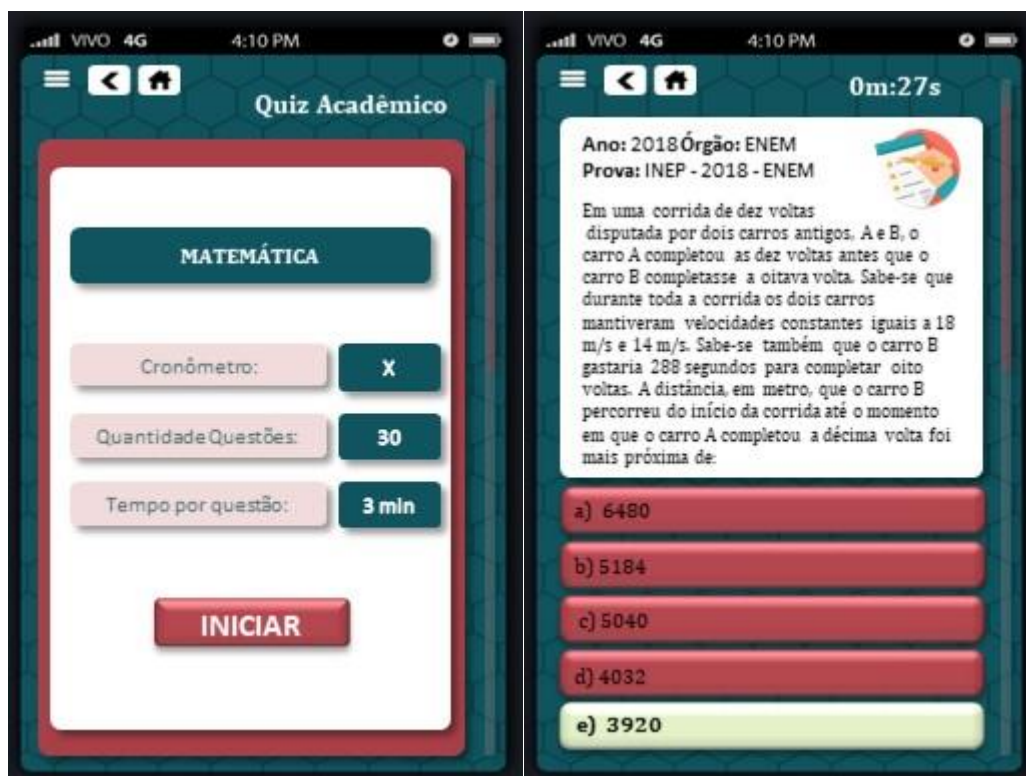 VIVO 4G 4:10 PM
Quiz Acadêmico
MATEMÁTICA
Cronômetro: X
Quantidade Questões: 30
Tempo por questão: 3 min
INICIAR
VIVO 4G 4:10 PM
0m:27s
Ano: 2018 Órgão: ENEM
Prova: INEP - 2018 - ENEM
Em uma corrida de dez voltas
disputada por dois carros antigos, A e B, o
carro A completou as dez voltas antes que o
carro B completasse a oitava volta. Sabe-se que
durante toda a corrida os dois carros
mantiveram velocidades constantes iguais a 18
m/s e 14 m/s. Sabe-se também que o carro B
gastaria 288 segundos para completar oito
voltas. A distância, em metro, que o carro B
percorreu do início da corrida até o momento
em que o carro A completou a décima volta foi
mais próxima de:
a) 6480
b) 5184
c) 5040
d) 4032
e) 3920